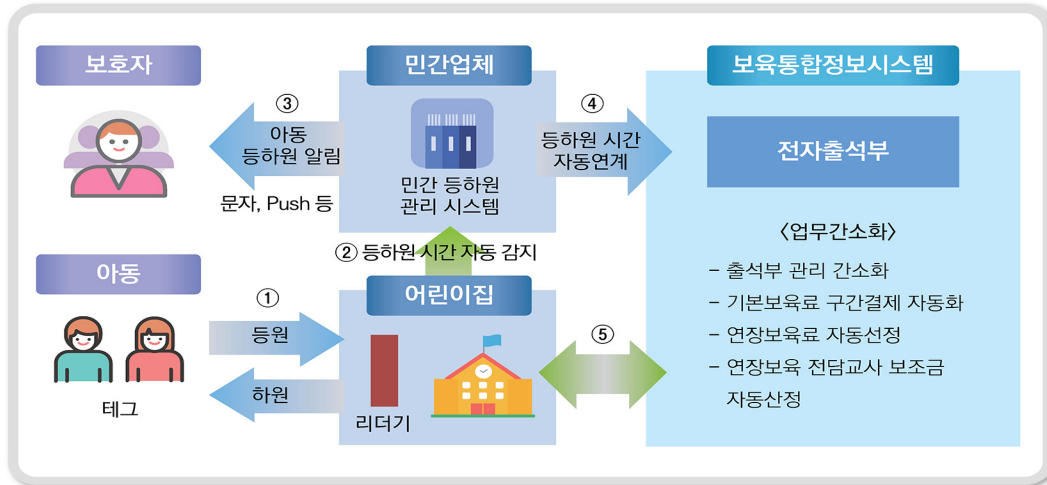 보호자
민간업체
보육통합정보시스템
③
아동
등하원 알림
문자, Push 등
민간 등하원
관리 시스템
④
등하원 시간
자동연계
전자출석부
② 등하원 시간 자동 감지
아동
테그
①
등원
하원
어린이집
리더기
⑤
〈업무간소화〉
- 출석부 관리 간소화
- 기본보육료 구간결제 자동화
- 연장보육료 자동선정
- 연장보육 전담교사 보조금
자동산정